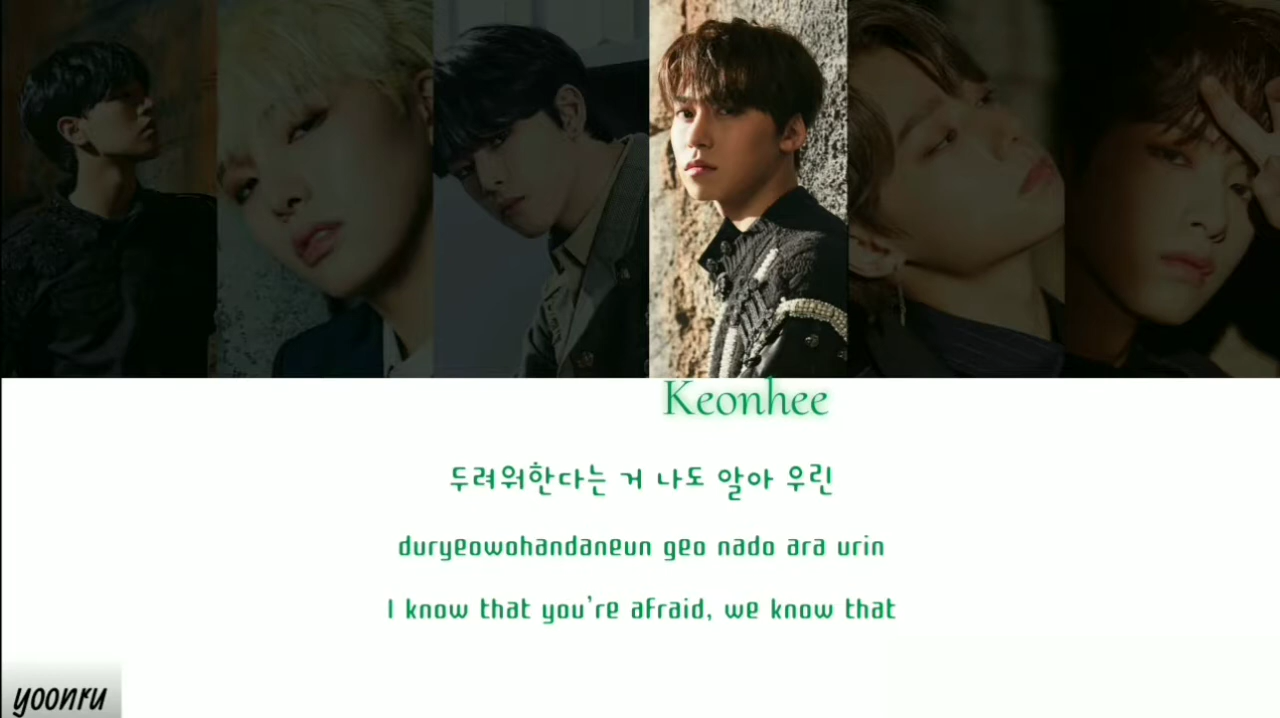 Keonhee
두려워한다는 거 나도 알아 우린
duryeowohandaneun geo nado ara urin
I know that you're afraid, we know that
yoonru